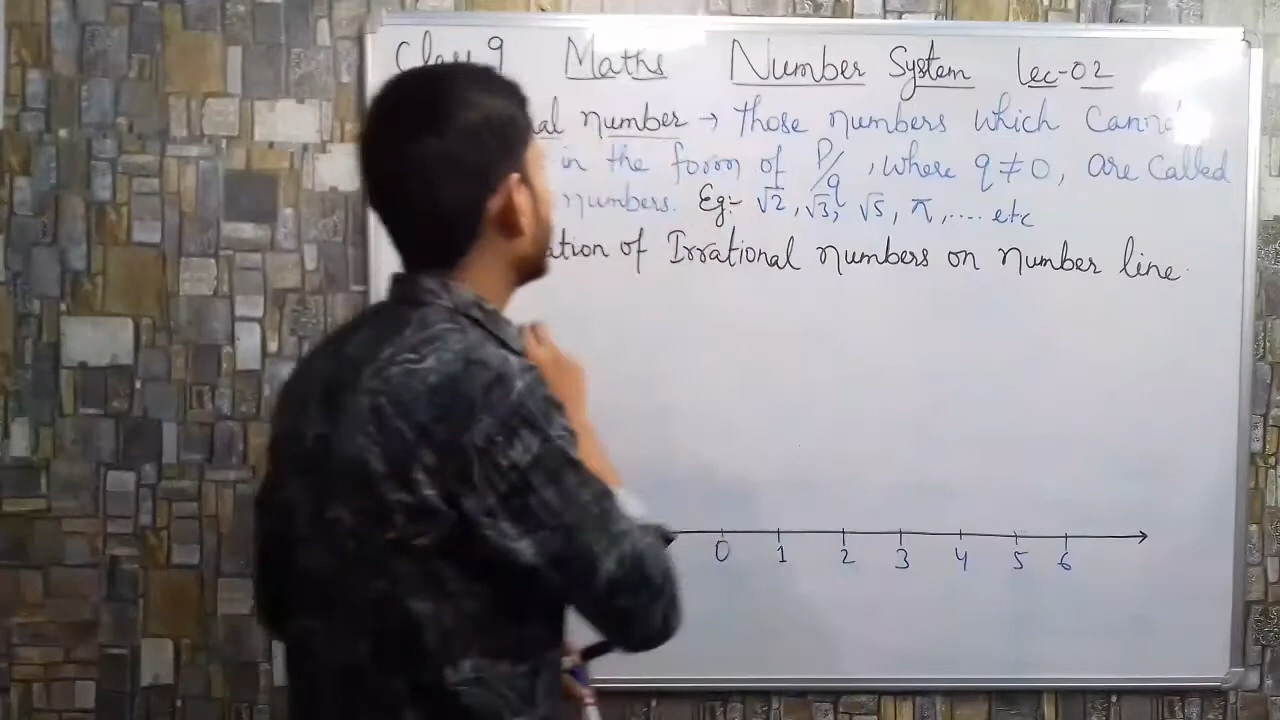 Class 9 Maths Number System Lec-02
nal number → those numbers which canno
in the form of P/q, where q ≠ 0, are called
numbers. Eg:- √2, √3, √5, π, .... etc
ation of Irrational numbers on number line.
0 1 2 3 4 5 6